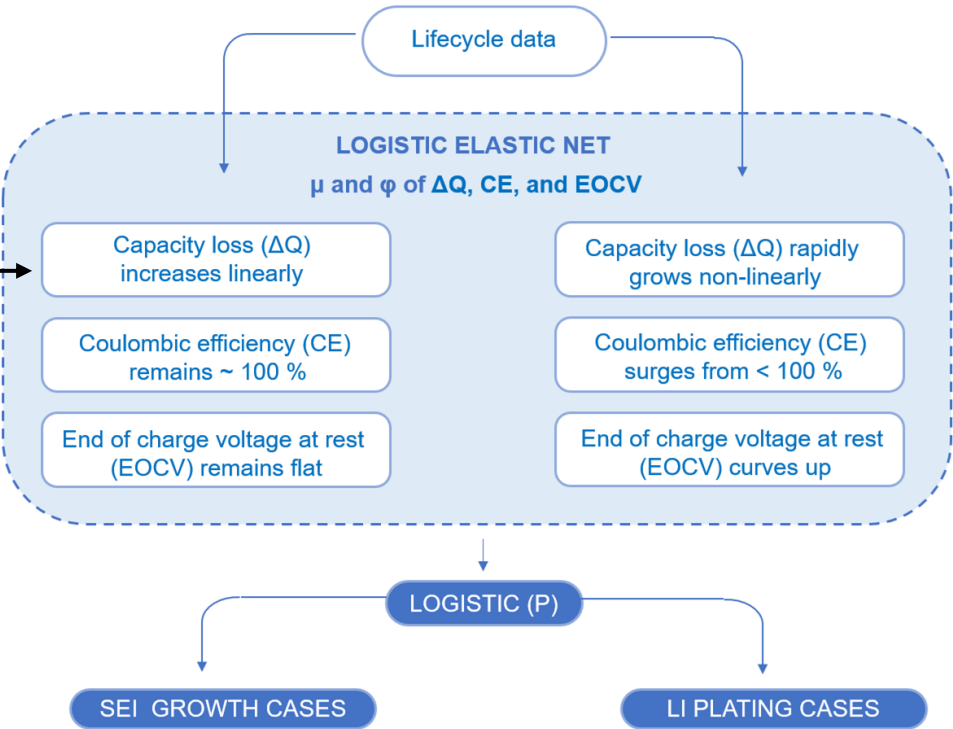 Lifecycle data
LOGISTIC ELASTIC NET
μ and φ of ΔQ, CE, and EOCV
Capacity loss (ΔQ)
increases linearly
Capacity loss (ΔQ) rapidly
grows non-linearly
Coulombic efficiency (CE)
remains ~ 100 %
Coulombic efficiency (CE)
surges from < 100 %
End of charge voltage at rest
(EOCV) remains flat
End of charge voltage at rest
(EOCV) curves up
LOGISTIC (P)
SEI GROWTH CASES
LI PLATING CASES